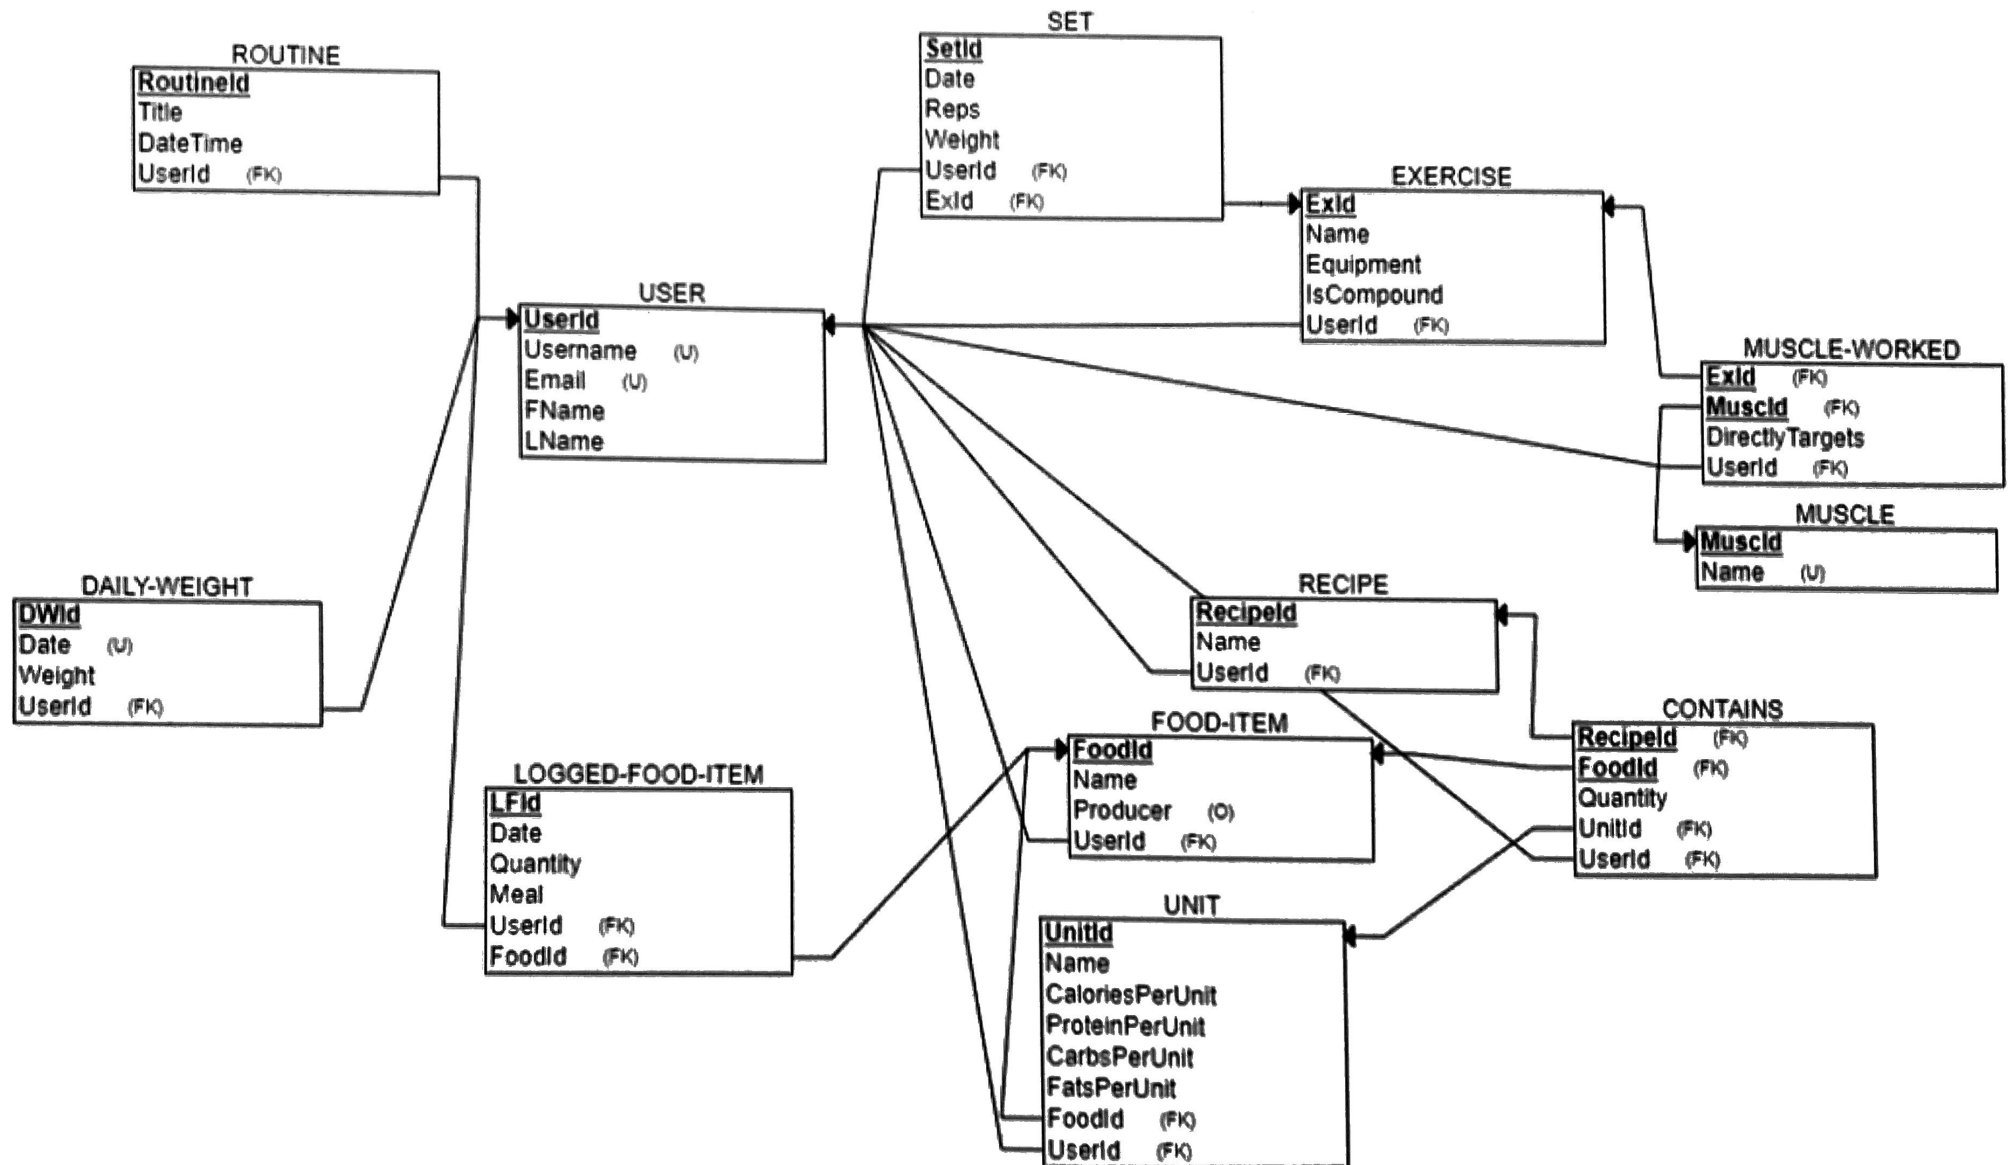 ROUTINE
RoutineId
Title
DateTime
UserId (FK)
SET
SetId
Date
Reps
Weight
UserId (FK)
ExId (FK)
EXERCISE
ExId
Name
Equipment
IsCompound
UserId (FK)
USER
UserId
Username (U)
Email (U)
FName
LName
MUSCLE-WORKED
ExId (FK)
MuscId (FK)
DirectlyTargets
UserId (FK)
MUSCLE
MuscId
Name (U)
DAILY-WEIGHT
DWId
Date (U)
Weight
UserId (FK)
RECIPE
RecipeId
Name
UserId (FK)
LOGGED-FOOD-ITEM
LFId
Date
Quantity
Meal
UserId (FK)
FoodId (FK)
FOOD-ITEM
FoodId
Name
Producer (O)
UserId (FK)
CONTAINS
RecipeId (FK)
FoodId (FK)
Quantity
UnitId (FK)
UserId (FK)
UNIT
UnitId
Name
CaloriesPerUnit
ProteinPerUnit
CarbsPerUnit
FatsPerUnit
FoodId (FK)
UserId (FK)